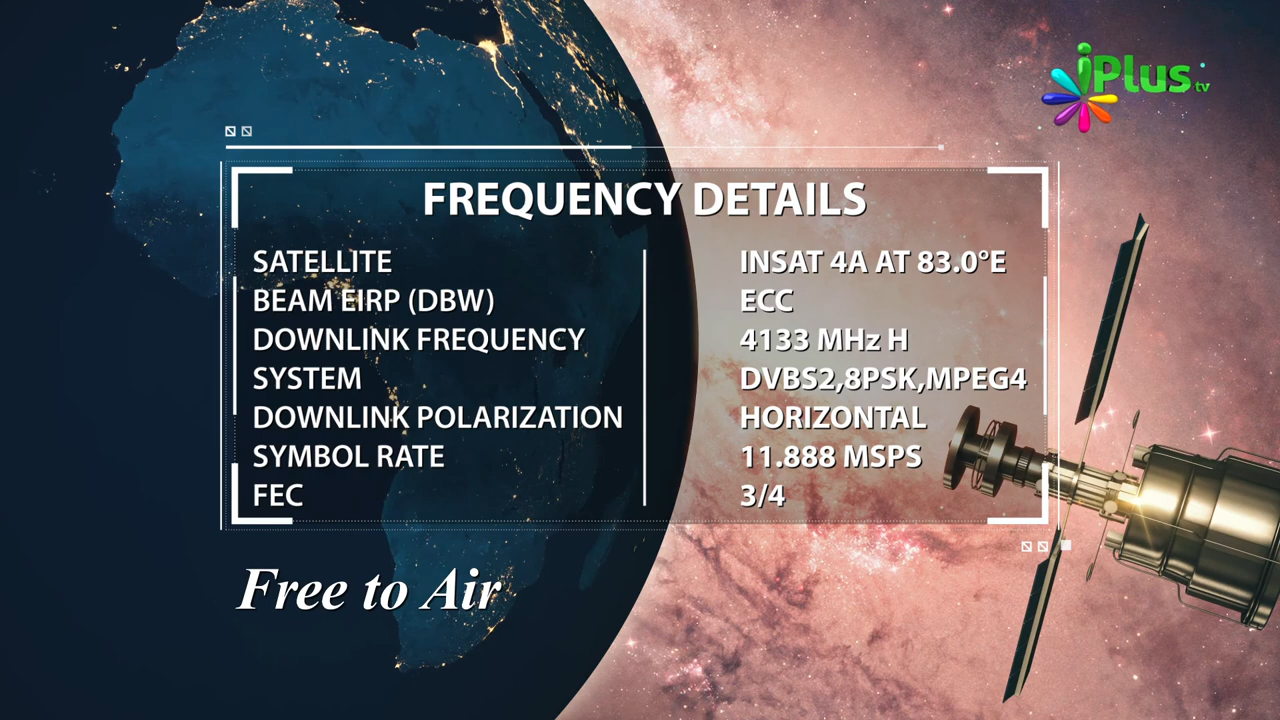 iPlus tv
FREQUENCY DETAILS
SATELLITE INSAT 4A AT 83.0°E
BEAM EIRP (DBW) ECC
DOWNLINK FREQUENCY 4133 MHz H
SYSTEM DVBS2,8PSK,MPEG4
DOWNLINK POLARIZATION HORIZONTAL
SYMBOL RATE 11.888 MSPS
FEC 3/4
Free to Air